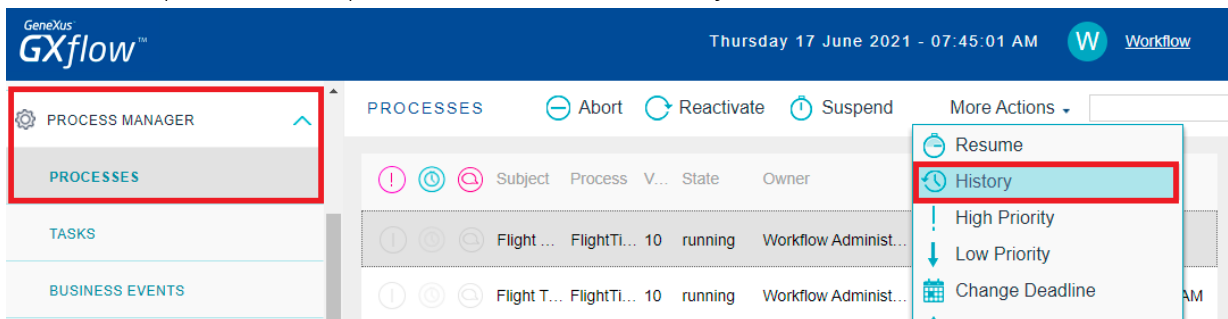 GeneXus
GXflow™
Thursday 17 June 2021 - 07:45:01 AM W Workflow
PROCESS MANAGER
PROCESSES
TASKS
BUSINESS EVENTS
PROCESSES Abort Reactivate Suspend More Actions
Subject Process V... State Owner
Flight ... FlightTi... 10 running Workflow Administ...
Flight T... FlightTi... 10 running Workflow Administ... AM
Resume
History
High Priority
Low Priority
Change Deadline